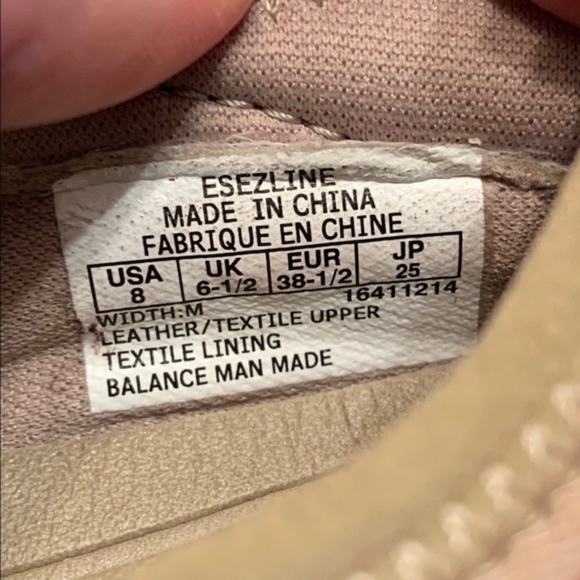 ESEZLINE
MADE IN CHINA
FABRIQUE EN CHINE
USA UK EUR JP
8 6-1/2 38-1/2 25
WIDTH:M 16411214
LEATHER/TEXTILE UPPER
TEXTILE LINING
BALANCE MAN MADE